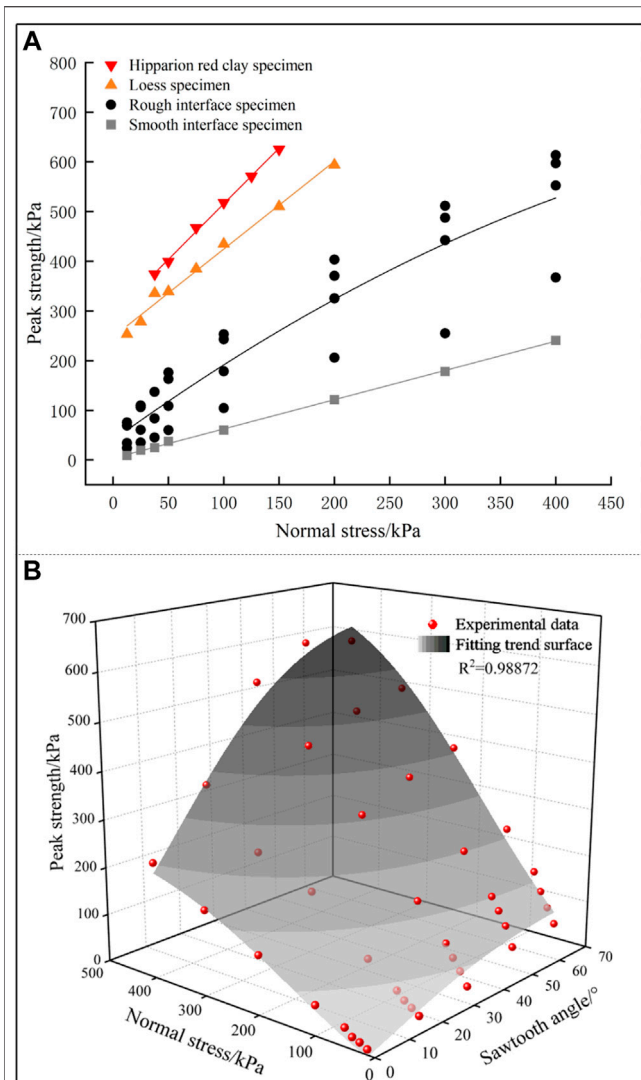 A
Hipparion red clay specimen
Loess specimen
Rough interface specimen
Smooth interface specimen
Peak strength/kPa
800
700
600
500
400
300
200
100
0
0 50 100 150 200 250 300 350 400 450
Normal stress/kPa
B
Experimental data
Fitting trend surface
R²=0.98872
Peak strength/kPa
700
600
500
400
300
200
100
0
500
400
300
200
100
0
Normal stress/kPa
0
10
20
30
40
50
60
70
Sawtooth angle/°